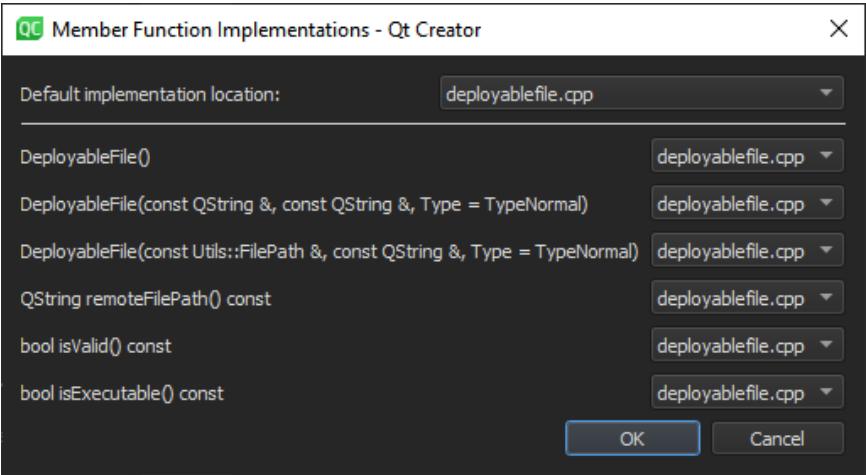 QC Member Function Implementations - Qt Creator
Default implementation location: deployablefile.cpp
DeployableFile() deployablefile.cpp
DeployableFile(const QString &, const QString &, Type = TypeNormal) deployablefile.cpp
DeployableFile(const Utils::FilePath &, const QString &, Type = TypeNormal) deployablefile.cpp
QString remoteFilePath() const deployablefile.cpp
bool isValid() const deployablefile.cpp
bool isExecutable() const deployablefile.cpp
OK Cancel